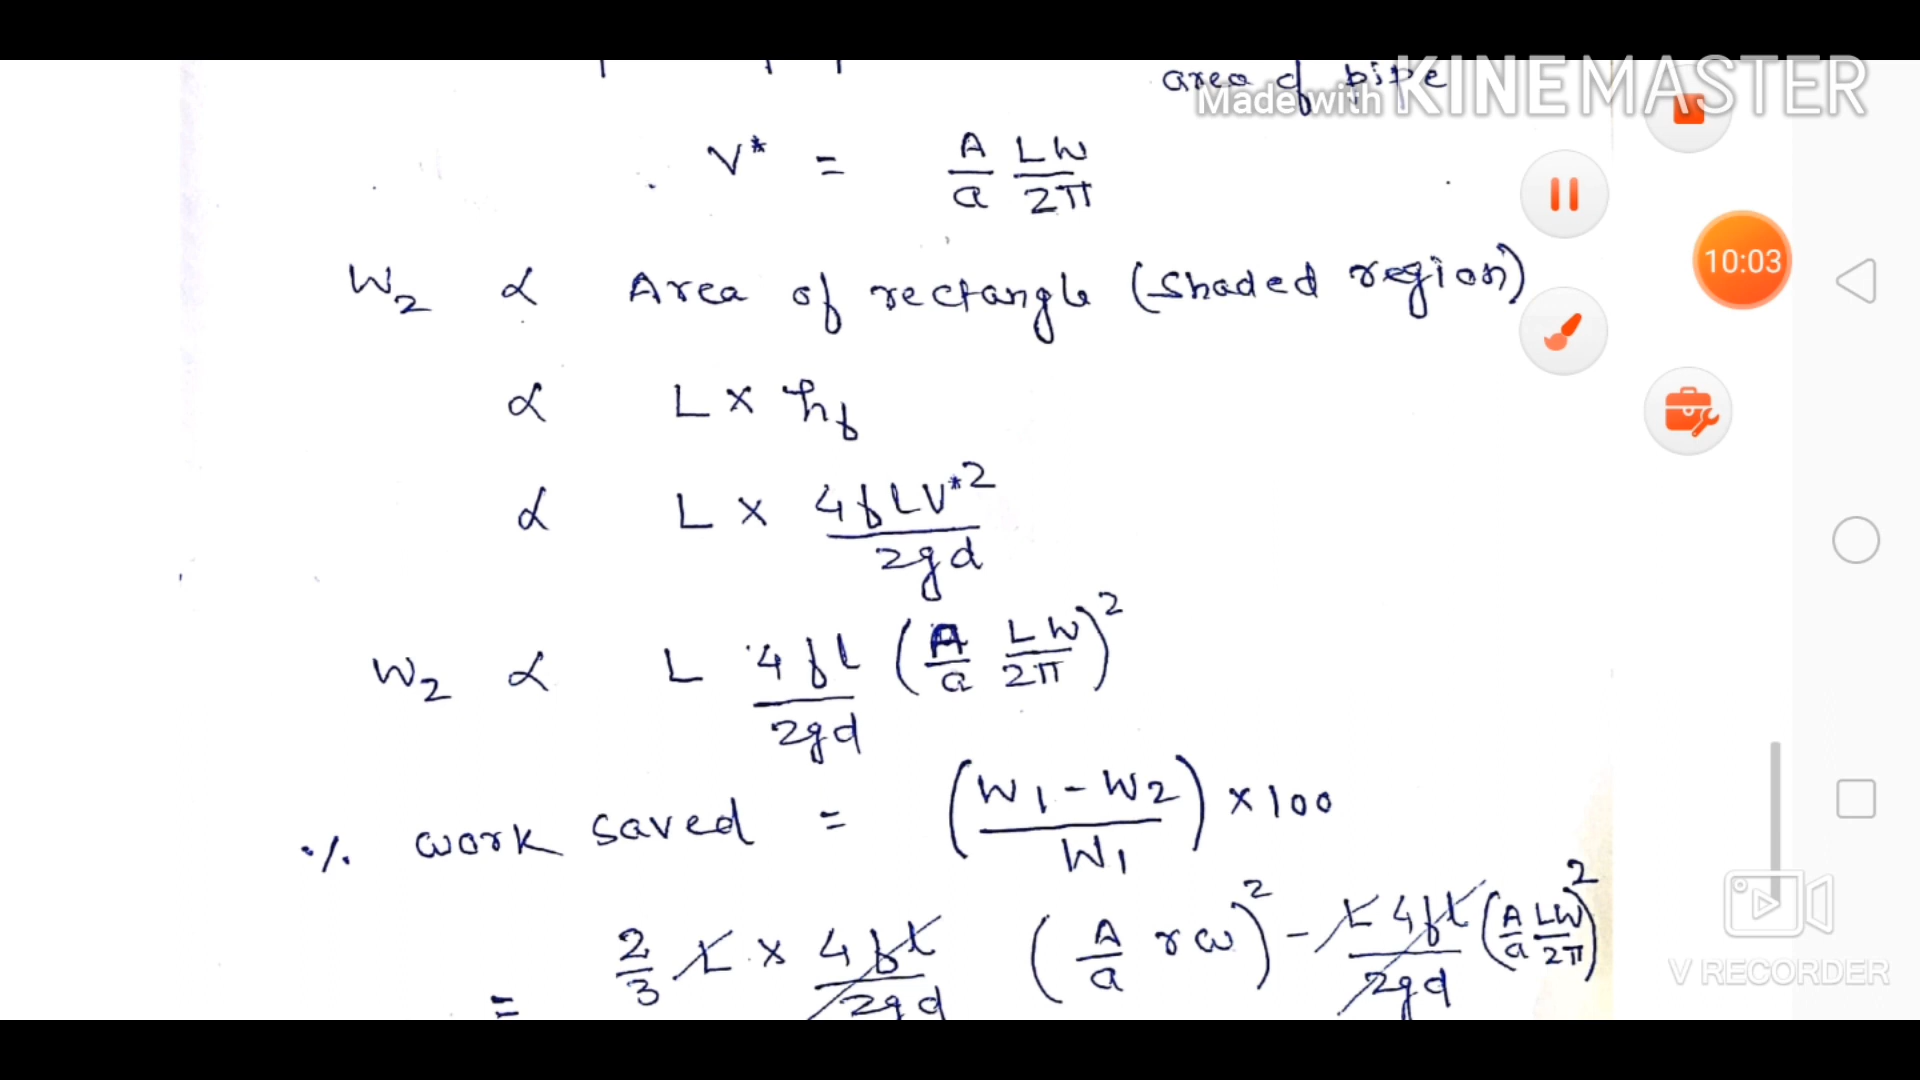 area of pipe
Made with KINEMASTER
V* = A/a LW/2π
W₂ ∝ Area of rectangle (Shaded region)
10:03
∝ L × hf
∝ L × 4fLV*²/2gd
W₂ ∝ L 4fl/2gd (A/a LW/2π)²
·/. work saved = (W₁-W₂/W₁) × 100
= 2/3 L × 4fl/2gd (A/a rω)² - L4fl/2gd (A/a LW/2π)²
V RECORDER